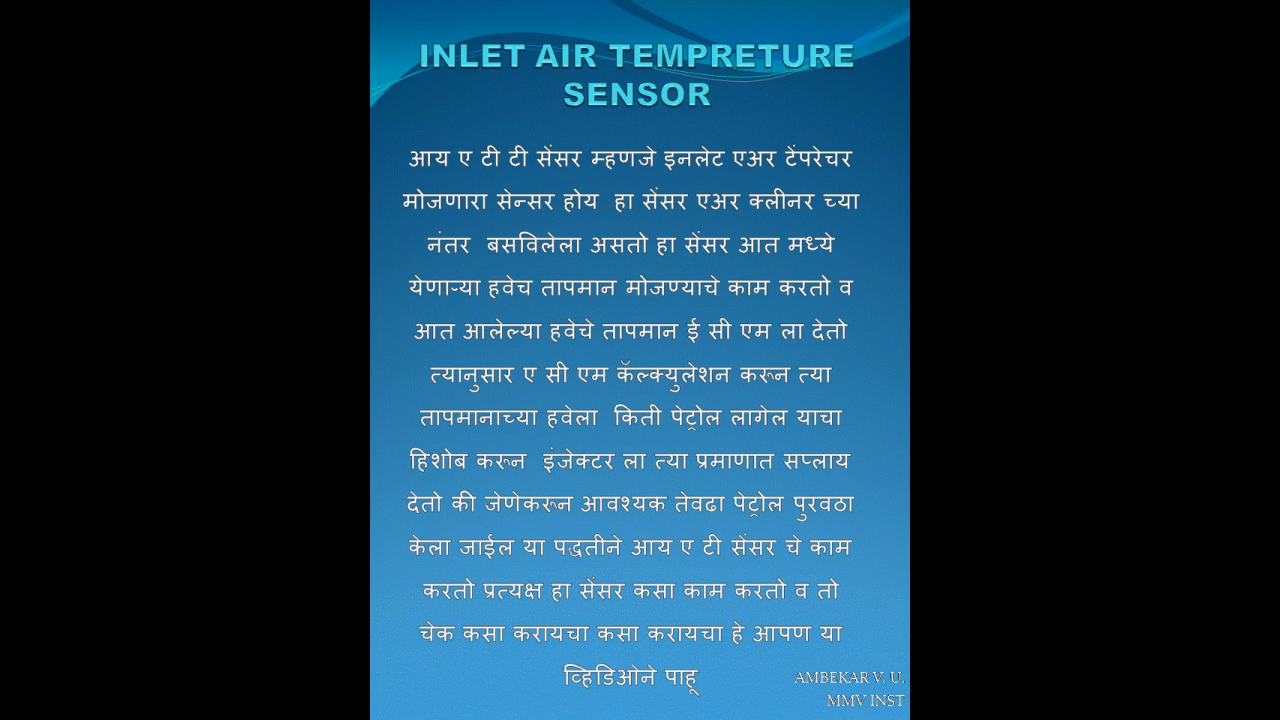 INLET AIR TEMPRETURE
SENSOR
आय ए टी टी सेंसर म्हणजे इनलेट एअर टेंपरेचर
मोजणारा सेन्सर होय हा सेंसर एअर क्लीनर च्या
नंतर बसविलेला असतो हा सेंसर आत मध्ये
येणाऱ्या हवेच तापमान मोजण्याचे काम करतो व
आत आलेल्या हवेचे तापमान ई सी एम ला देतो
त्यानुसार ए सी एम कॅल्क्युलेशन करून त्या
तापमानाच्या हवेला किती पेट्रोल लागेल याचा
हिशोब करून इंजेक्टर ला त्या प्रमाणात सप्लाय
देतो की जेणेकरून आवश्यक तेवढा पेट्रोल पुरवठा
केला जाईल या पद्धतीने आय ए टी सेंसर चे काम
करतो प्रत्यक्ष हा सेंसर कसा काम करतो व तो
चेक कसा करायचा कसा करायचा हे आपण या
व्हिडिओने पाहू
AMBEKAR V. U.
MMV INST